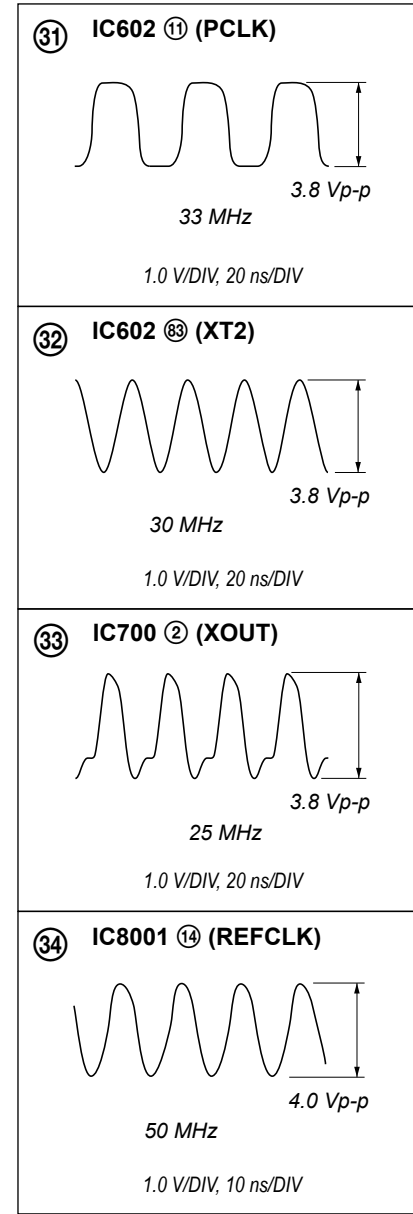 ㉛ IC602 ⑪ (PCLK)
3.8 Vp-p
33 MHz
1.0 V/DIV, 20 ns/DIV
㉜ IC602 ㊃ (XT2)
3.8 Vp-p
30 MHz
1.0 V/DIV, 20 ns/DIV
㉝ IC700 ② (XOUT)
3.8 Vp-p
25 MHz
1.0 V/DIV, 20 ns/DIV
㉞ IC8001 ⑭ (REFCLK)
4.0 Vp-p
50 MHz
1.0 V/DIV, 10 ns/DIV